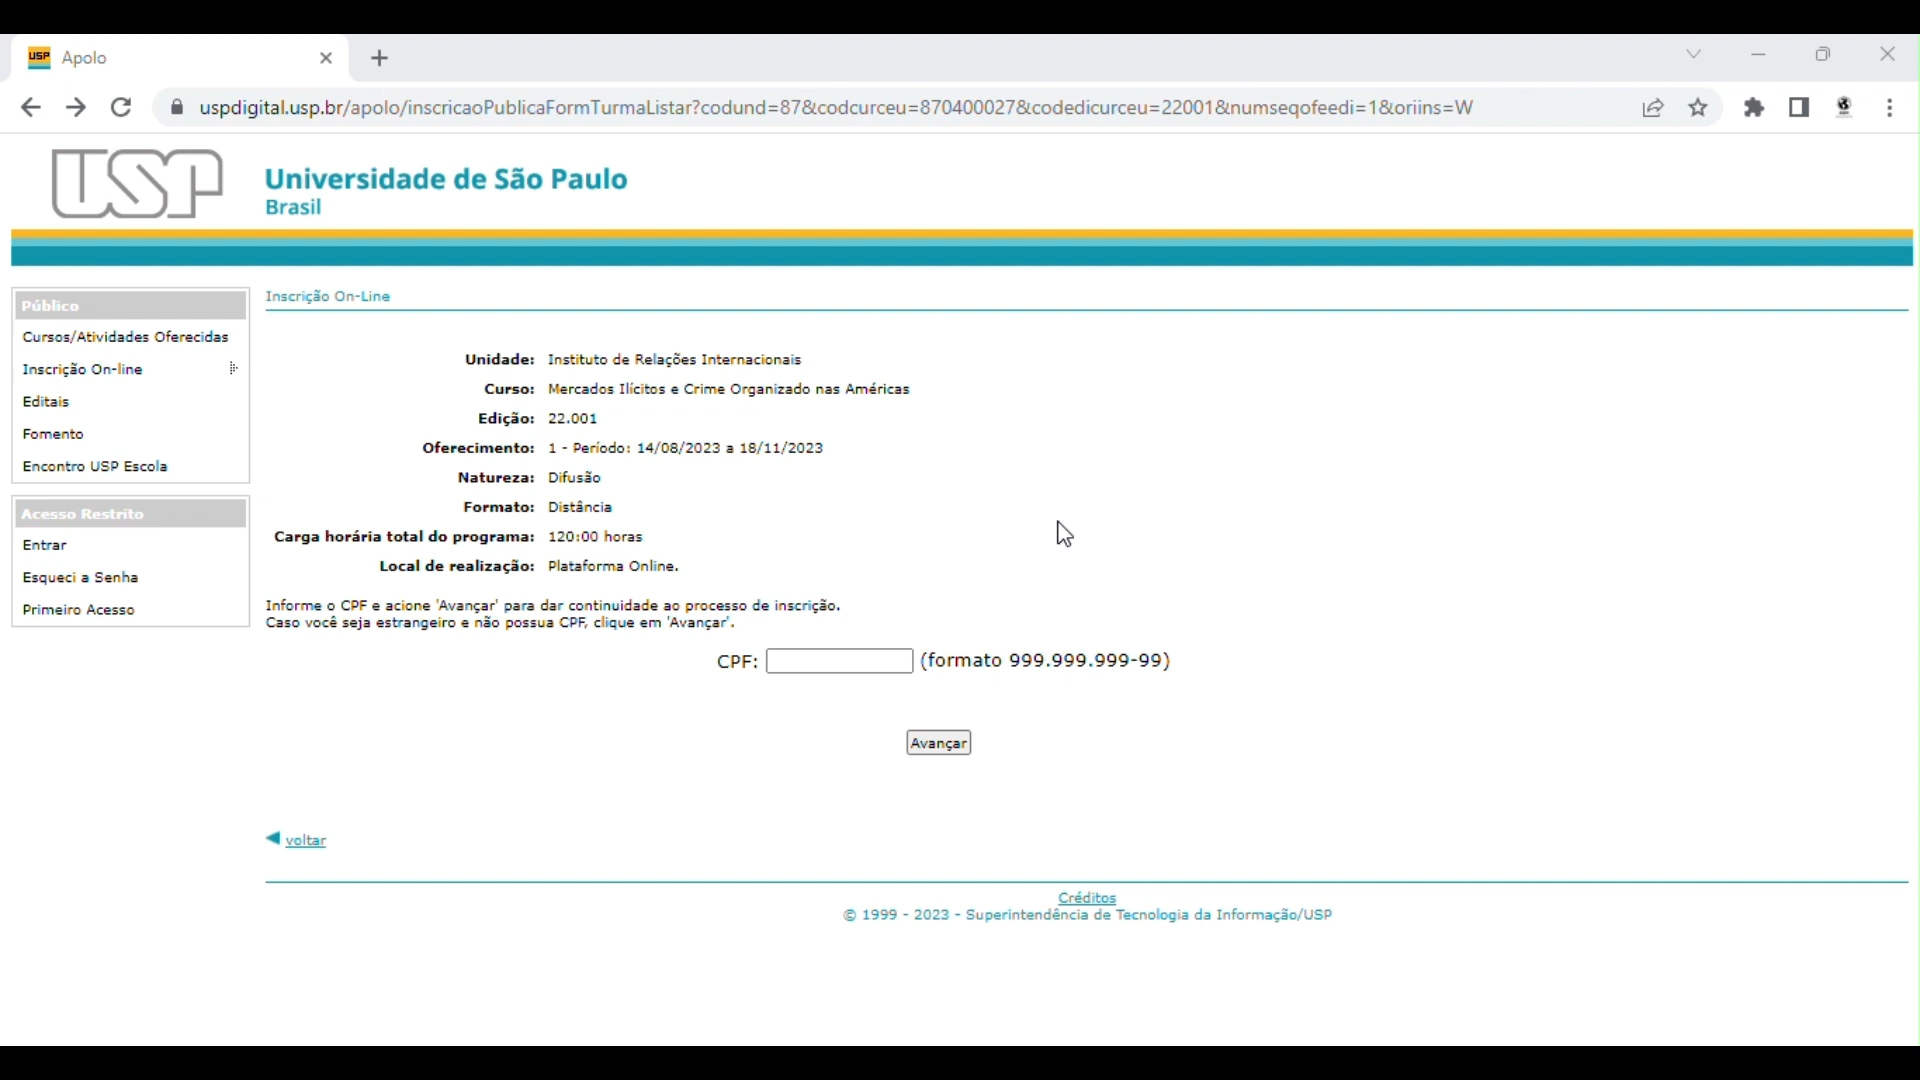 USP Apolo
uspdigital.usp.br/apolo/inscricaoPublicaFormTurmaListar?codund=87&codcurceu=870400027&codedicurceu=22001&numseqofeedi=1&oriins=W
USP
Universidade de São Paulo
Brasil
Público
Cursos/Atividades Oferecidas
Inscrição On-line
Editais
Fomento
Encontro USP Escola
Acesso Restrito
Entrar
Esqueci a Senha
Primeiro Acesso
Inscrição On-Line
Unidade: Instituto de Relações Internacionais
Curso: Mercados Ilícitos e Crime Organizado nas Américas
Edição: 22.001
Oferecimento: 1 - Período: 14/08/2023 a 18/11/2023
Natureza: Difusão
Formato: Distância
Carga horária total do programa: 120:00 horas
Local de realização: Plataforma Online.
Informe o CPF e acione 'Avançar' para dar continuidade ao processo de inscrição.
Caso você seja estrangeiro e não possua CPF, clique em 'Avançar'.
CPF: (formato 999.999.999-99)
Avançar
voltar
Créditos
© 1999 - 2023 - Superintendência de Tecnologia da Informação/USP